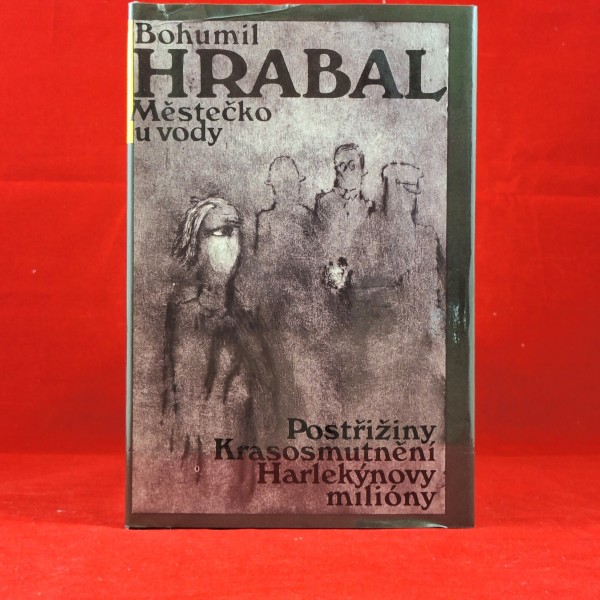 Bohumil
HRABAL
Městečko
u vody
Postřižiny
Krasosmutnění
Harlekýnovy
milióny